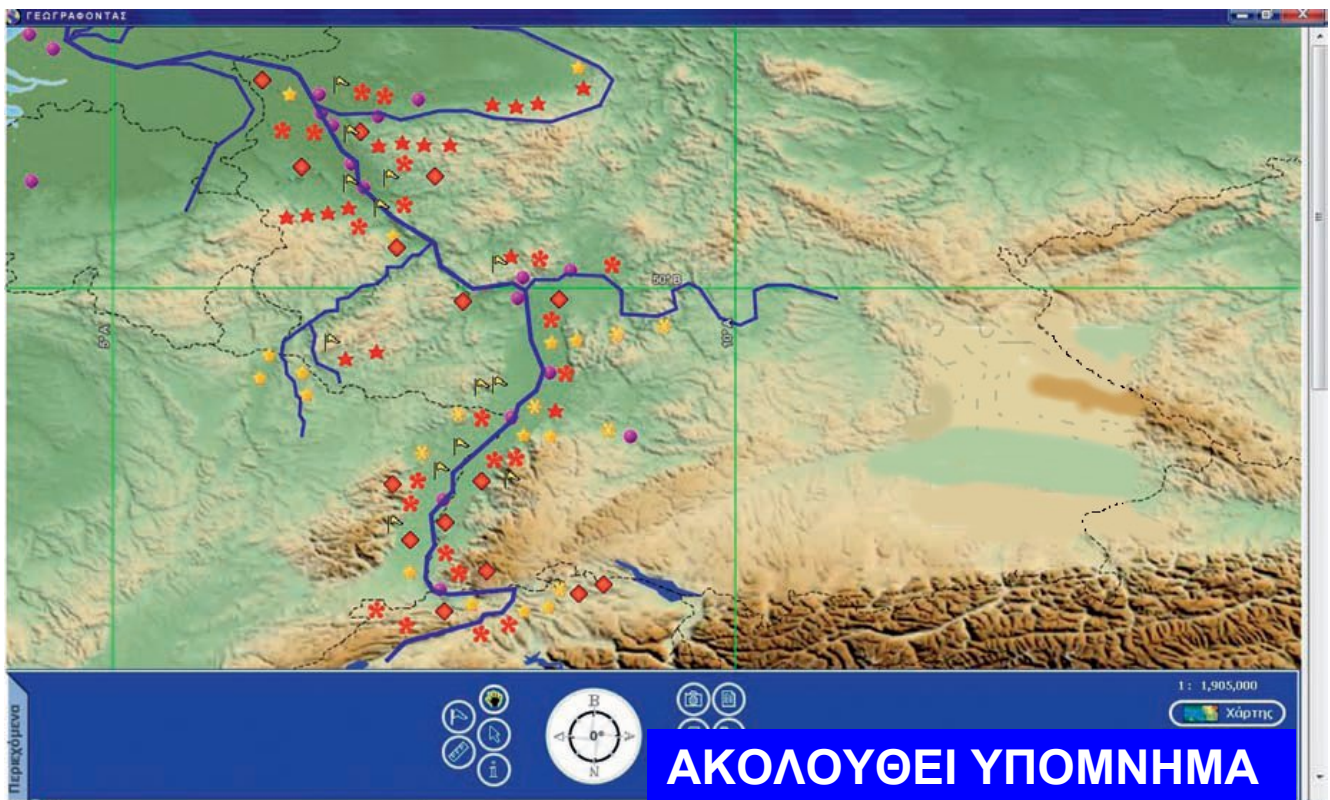 ΓΕΩΓΡΑΦΟΝΤΑΣ
50° Β
5° Α
10° Α
Περιεχόμενα
Β
0°
Ν
1 : 1,905,000
Χάρτης
ΑΚΟΛΟΥΘΕΙ ΥΠΟΜΝΗΜΑ